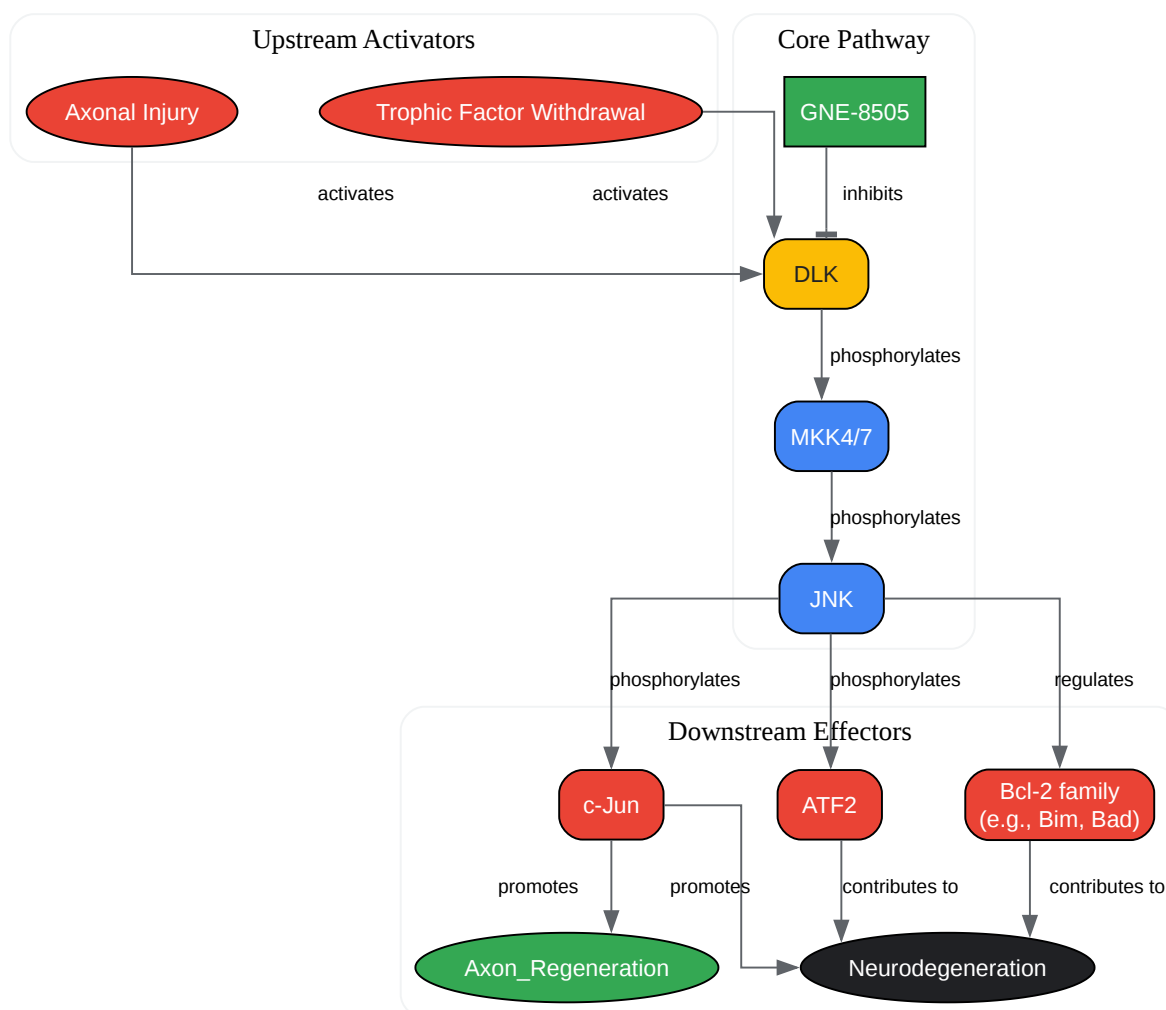 Upstream Activators
Core Pathway
Axonal Injury
Trophic Factor Withdrawal
GNE-8505
activates
activates
inhibits
DLK
phosphorylates
MKK4/7
phosphorylates
JNK
phosphorylates
phosphorylates
regulates
Downstream Effectors
c-Jun
ATF2
Bcl-2 family
(e.g., Bim, Bad)
promotes
promotes
contributes to
contributes to
Axon_Regeneration
Neurodegeneration